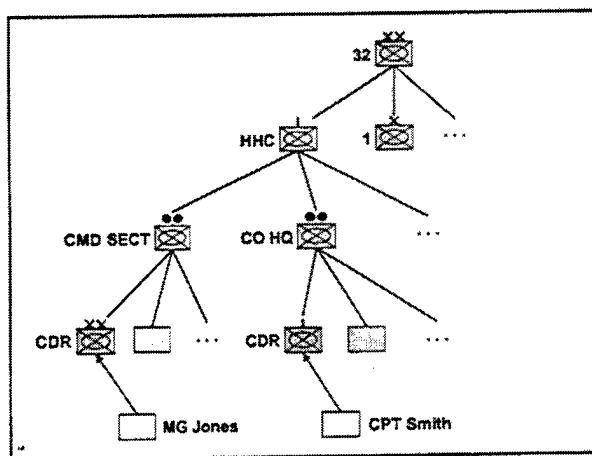 XX
32
I
HHC
X
1
...
●●
CMD SECT
●●
CO HQ
...
XX
CDR
...
I
CDR
...
MG Jones
CPT Smith